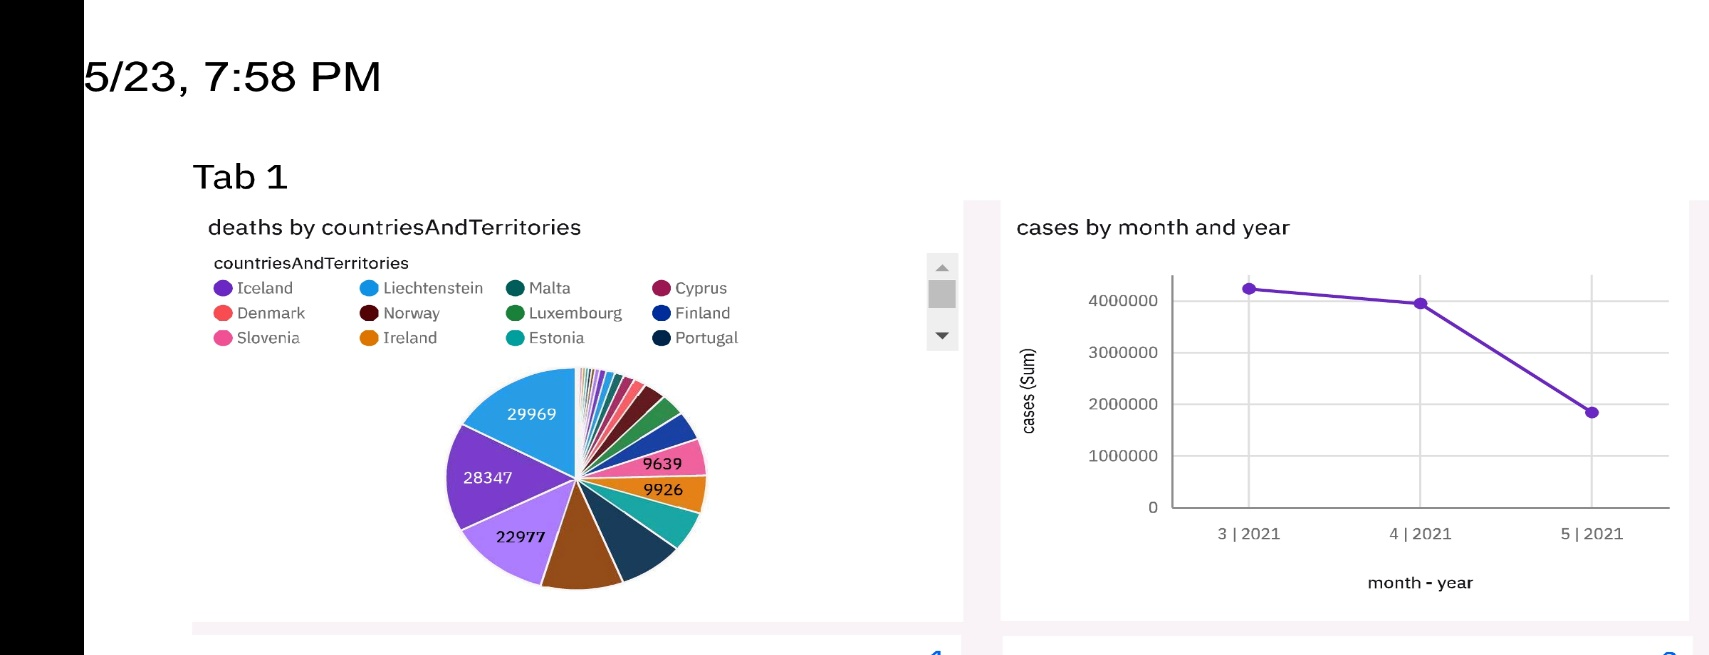 5/23, 7:58 PM
Tab 1
deaths by countriesAndTerritories
countriesAndTerritories
Iceland Liechtenstein Malta Cyprus
Denmark Norway Luxembourg Finland
Slovenia Ireland Estonia Portugal
29969
28347
22977
9639
9926
cases by month and year
cases (Sum)
4000000
3000000
2000000
1000000
0
3 | 2021 4 | 2021 5 | 2021
month - year